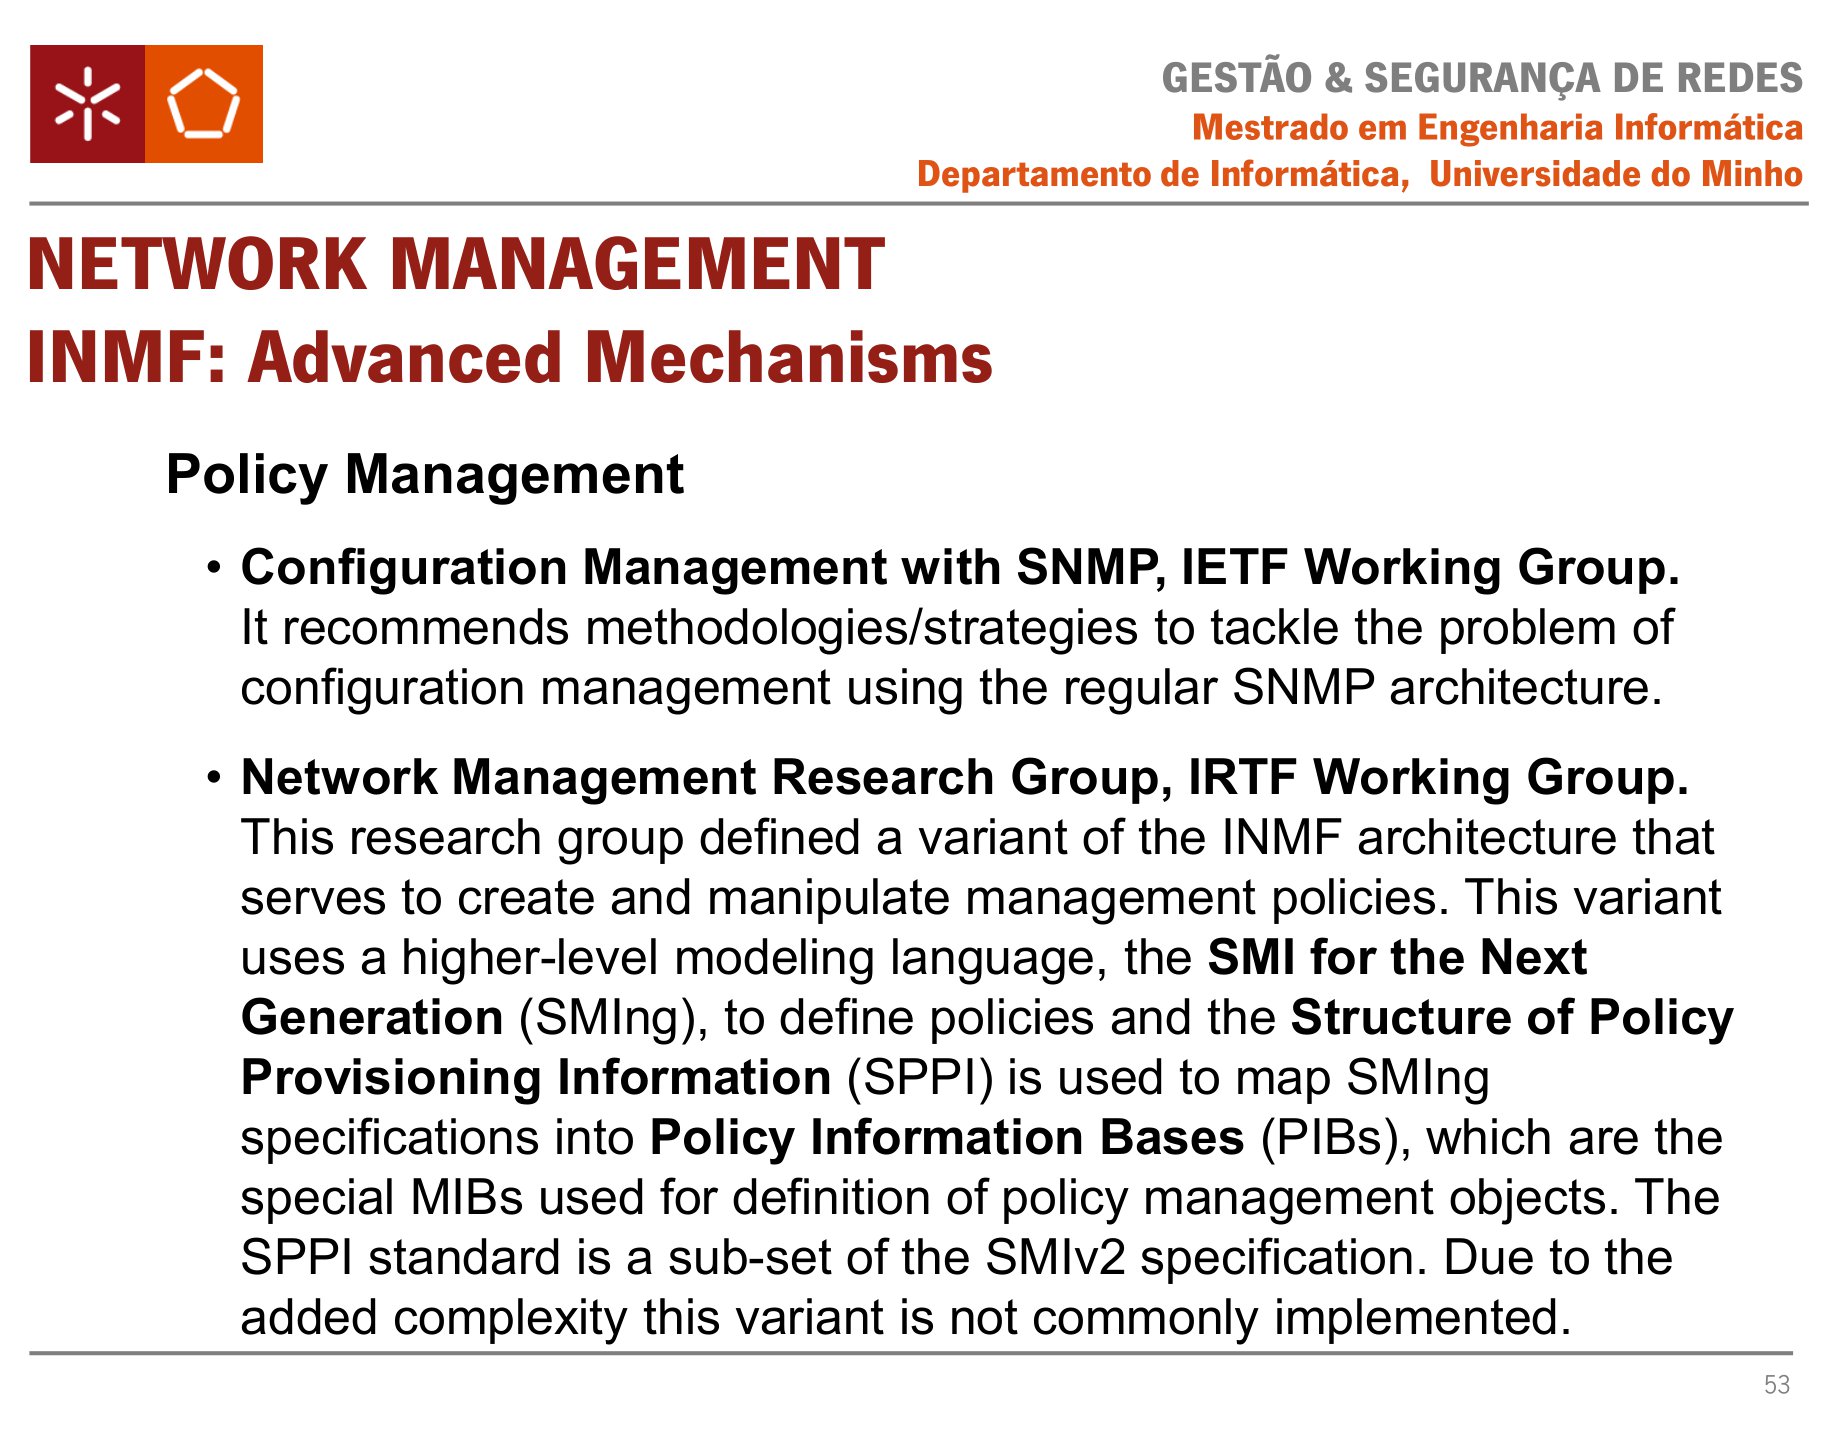 GESTÃO & SEGURANÇA DE REDES
Mestrado em Engenharia Informática
Departamento de Informática, Universidade do Minho
NETWORK MANAGEMENT
INMF: Advanced Mechanisms
Policy Management
• Configuration Management with SNMP, IETF Working Group.
It recommends methodologies/strategies to tackle the problem of
configuration management using the regular SNMP architecture.
• Network Management Research Group, IRTF Working Group.
This research group defined a variant of the INMF architecture that
serves to create and manipulate management policies. This variant
uses a higher-level modeling language, the SMI for the Next
Generation (SMIng), to define policies and the Structure of Policy
Provisioning Information (SPPI) is used to map SMIng
specifications into Policy Information Bases (PIBs), which are the
special MIBs used for definition of policy management objects. The
SPPI standard is a sub-set of the SMIv2 specification. Due to the
added complexity this variant is not commonly implemented.
53